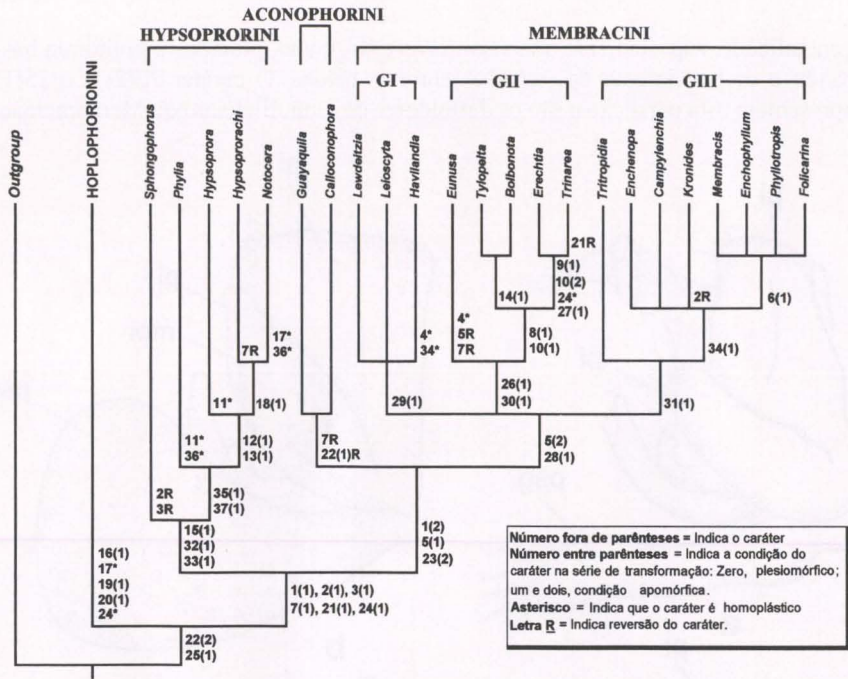 ACONOPHORINI
HYPSOPRORINI
MEMBRACINI
GI
GII
GIII
Outgroup
HOPLOPHORIONINI
Sphongophorus
Phylia
Hypsoprora
Hypsoprorachi
Notocera
Guayaquila
Calloconophora
Lewdeitzia
Leioscyta
Havilandia
Eunusa
Tylopelta
Bolbonota
Erechtia
Trinarea
Tritropidia
Enchenopa
Campylenchia
Kronides
Membracis
Enchophyllum
Phyllotropis
Folicarina
21R
9(1)
10(2)
24*
27(1)
14(1)
2R
6(1)
17*
36*
7R
4*
34*
4*
5R
7R
8(1)
10(1)
34(1)
11*
18(1)
29(1)
26(1)
30(1)
31(1)
11*
36*
12(1)
13(1)
7R
22(1)R
5(2)
28(1)
2R
3R
35(1)
37(1)
15(1)
32(1)
33(1)
1(2)
5(1)
23(2)
16(1)
17*
19(1)
20(1)
24*
1(1), 2(1), 3(1)
7(1), 21(1), 24(1)
22(2)
25(1)
Número fora de parênteses = Indica o caráter
Número entre parênteses = Indica a condição do
caráter na série de transformação: Zero, plesiomórfico;
um e dois, condição apomórfica.
Asterisco = Indica que o caráter é homoplástico
Letra R = Indica reversão do caráter.